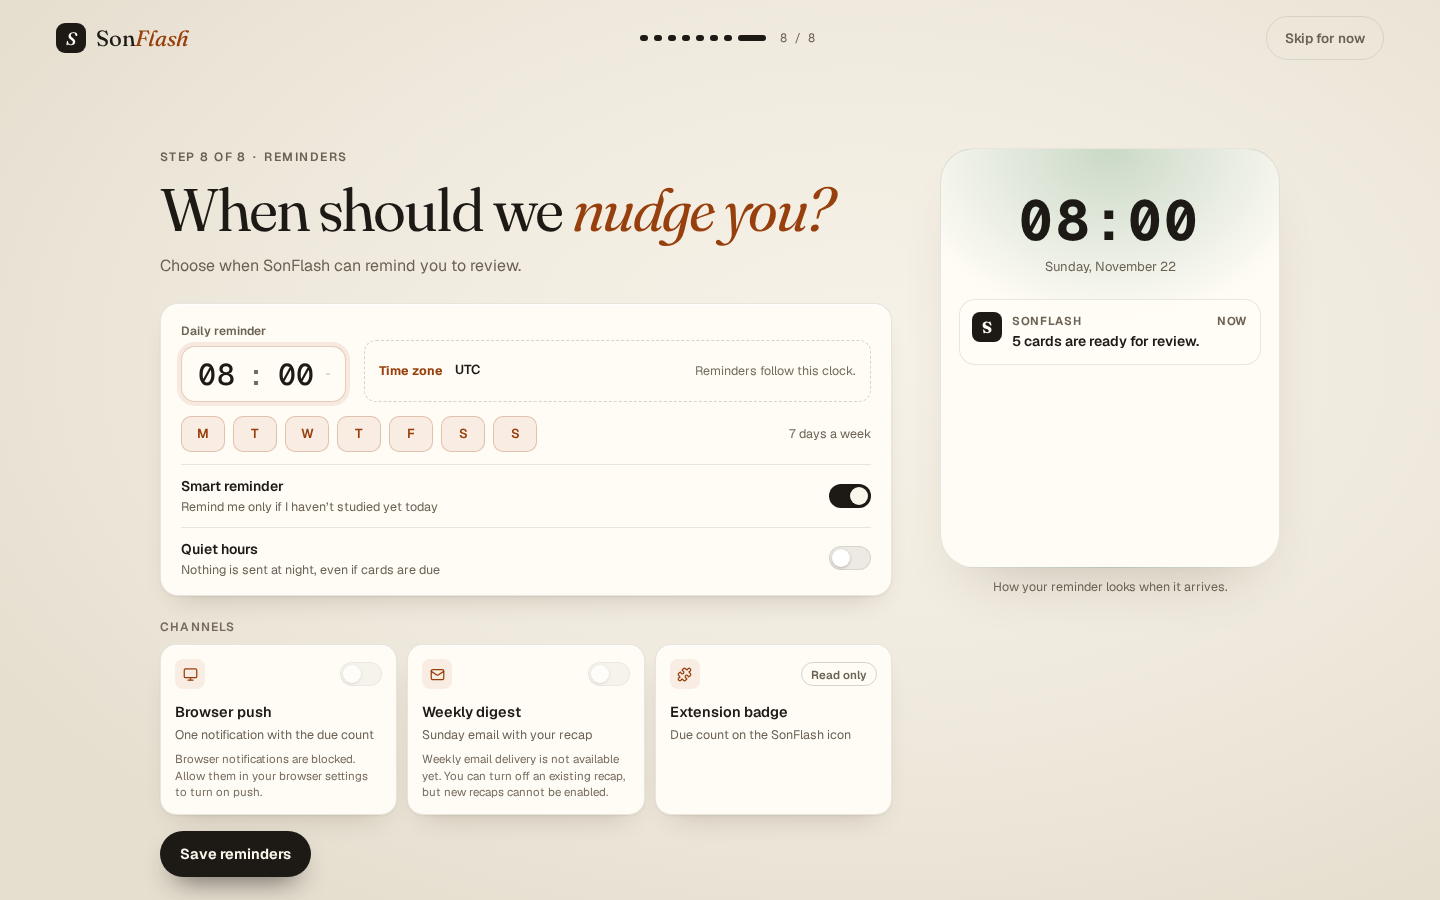 S SonFlash
8 / 8
Skip for now
STEP 8 OF 8 · REMINDERS
When should we nudge you?
Choose when SonFlash can remind you to review.
Daily reminder
08 : 00 -
Time zone UTC
Reminders follow this clock.
M T W T F S S
7 days a week
Smart reminder
Remind me only if I haven't studied yet today
Quiet hours
Nothing is sent at night, even if cards are due
CHANNELS
Browser push
One notification with the due count
Browser notifications are blocked.
Allow them in your browser settings
to turn on push.
Weekly digest
Sunday email with your recap
Weekly email delivery is not available
yet. You can turn off an existing recap,
but new recaps cannot be enabled.
Read only
Extension badge
Due count on the SonFlash icon
Save reminders
08:00
Sunday, November 22
S SONFLASH NOW
5 cards are ready for review.
How your reminder looks when it arrives.